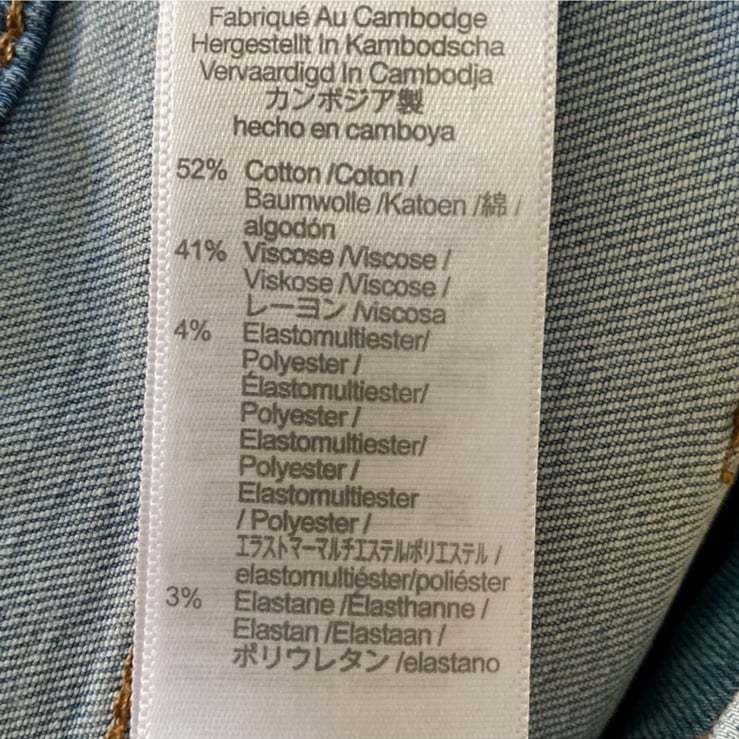 Fabriqué Au Cambodge
Hergestellt In Kambodscha
Vervaardigd In Cambodja
カンボジア製
hecho en camboya
52% Cotton /Coton /
Baumwolle /Katoen /綿 /
algodón
41% Viscose /Viscose /
Viskose /Viscose /
レーヨン /viscosa
4% Elastomultiester/
Polyester /
Élastomultiester/
Polyester /
Elastomultiester/
Polyester /
Elastomultiester
/ Polyester /
エラストマーマルチエステル/ポリエステル /
elastomultiéster/poliéster
3% Elastane /Élasthanne /
Elastan /Elastaan /
ポリウレタン /elastano